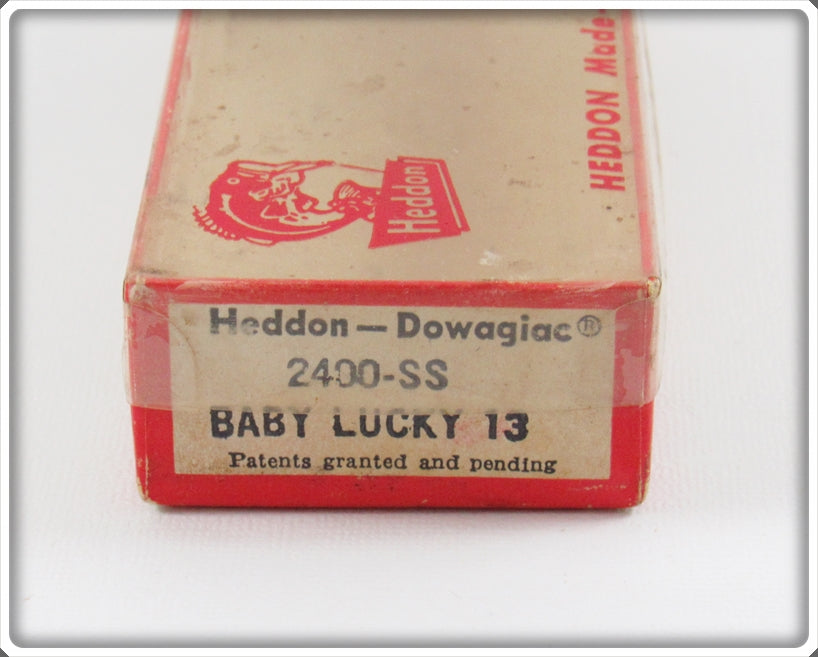 HEDDON Made-
Heddon
Heddon — Dowagiac®
2400-SS
BABY LUCKY 13
Patents granted and pending